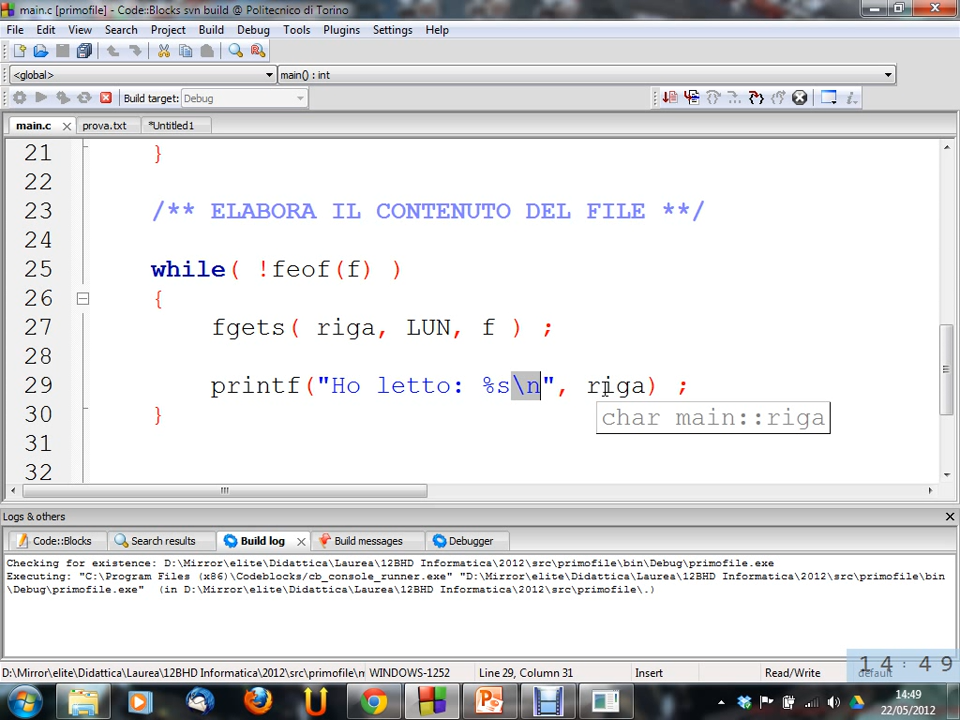 main.c [primofile] - Code::Blocks svn build @ Politecnico di Torino
File Edit View Search Project Build Debug Tools Plugins Settings Help
<global> main() : int
Build target: Debug
main.c prova.txt *Untitled1
21 }
22
23 /** ELABORA IL CONTENUTO DEL FILE **/
24
25 while( !feof(f) )
26 {
27 fgets( riga, LUN, f ) ;
28
29 printf("Ho letto: %s\n", riga) ;
30 }
char main::riga
31
32
Logs & others
Code::Blocks Search results Build log Build messages Debugger
Checking for existence: D:\Mirror\elite\Didattica\Laurea\12BHD Informatica\2012\src\primofile\bin\Debug\primofile.exe
Executing: "C:\Program Files (x86)\Codeblocks/cb_console_runner.exe" "D:\Mirror\elite\Didattica\Laurea\12BHD Informatica\2012\src\primofile\bin
\Debug\primofile.exe"  (in D:\Mirror\elite\Didattica\Laurea\12BHD Informatica\2012\src\primofile\.)
D:\Mirror\elite\Didattica\Laurea\12BHD Informatica\2012\src\primofile\m WINDOWS-1252 Line 29, Column 31 Insert Read/Write default
14:49
14:49
22/05/2012